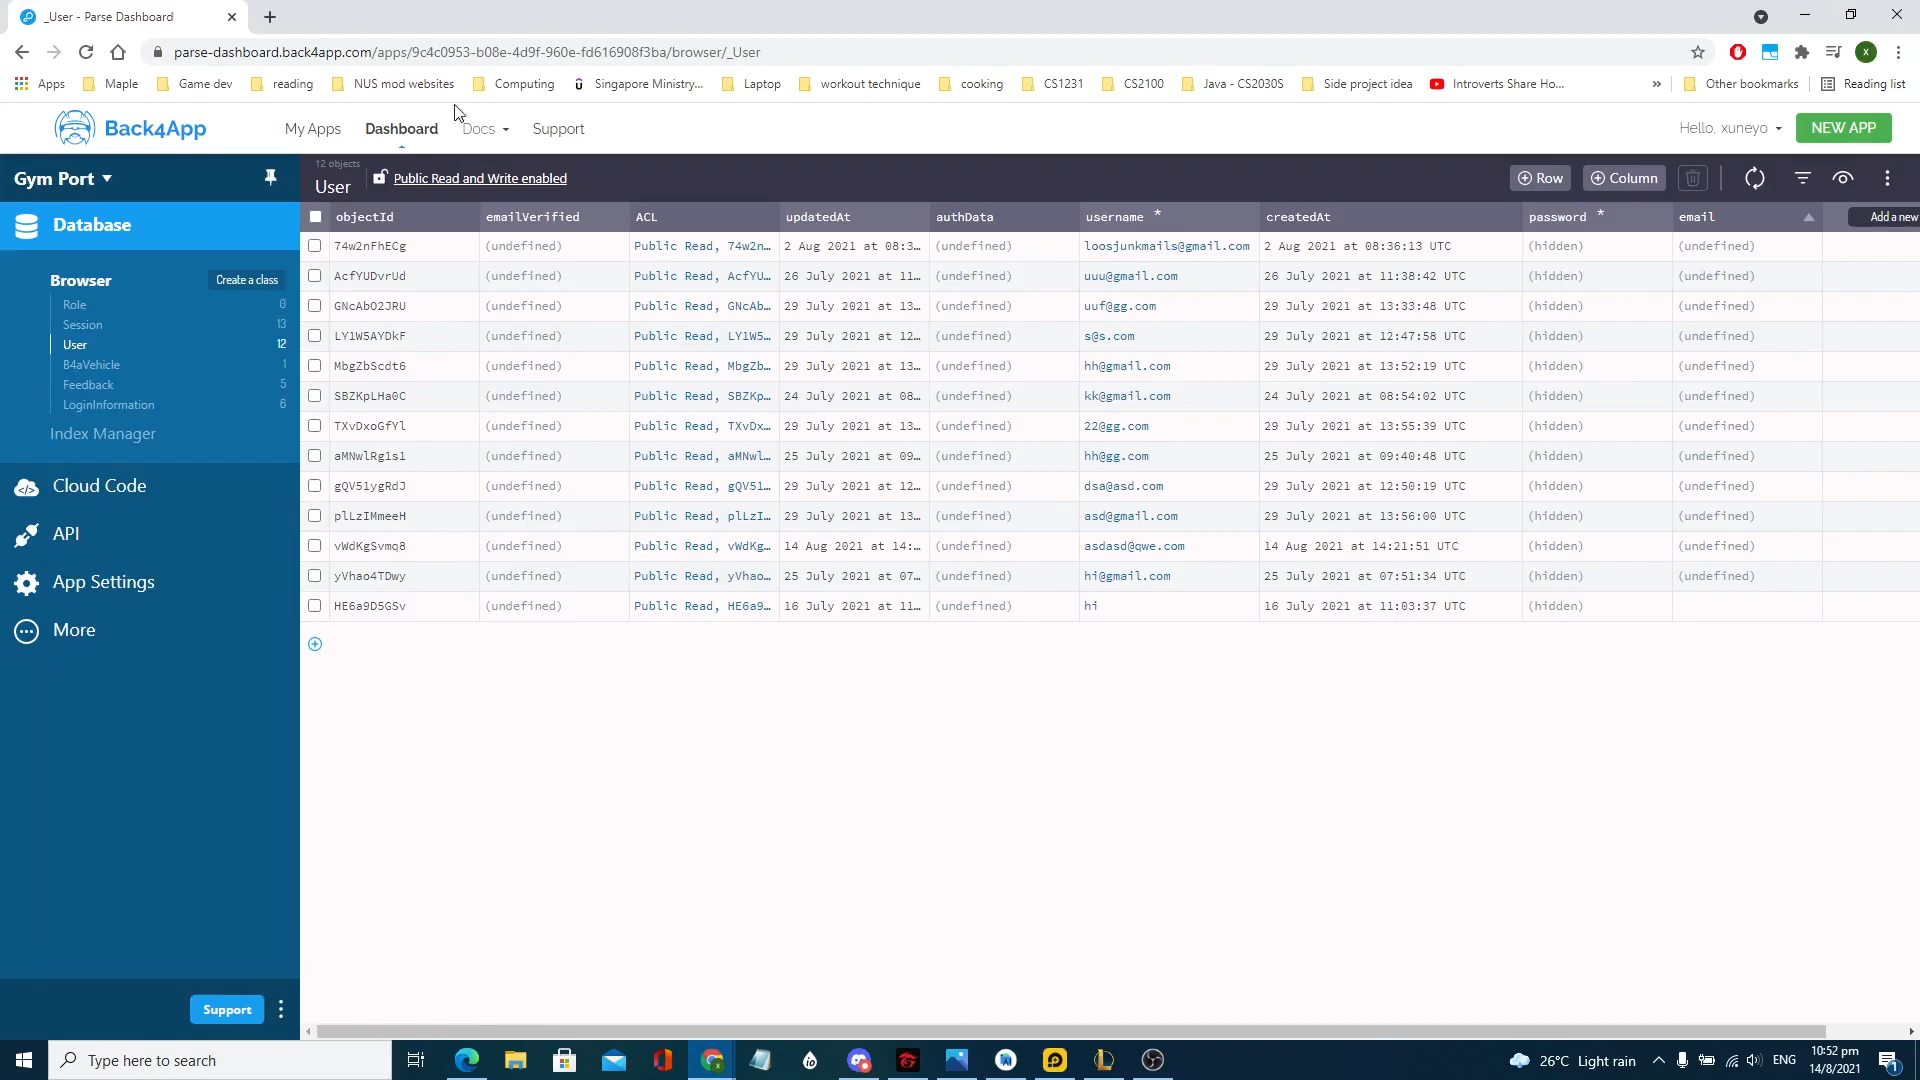 _User - Parse Dashboard
parse-dashboard.back4app.com/apps/9c4c0953-b08e-4d9f-960e-fd616908f3ba/browser/_User
X
Apps Maple Game dev reading NUS mod websites Computing Singapore Ministry... Laptop workout technique cooking CS1231 CS2100 Java - CS2030S Side project idea Introverts Share Ho... » Other bookmarks Reading list
Back4App My Apps Dashboard Docs Support Hello, xuneyo NEW APP
Gym Port
Database
Browser Create a class
Role 0
Session 13
User 12
B4aVehicle 1
Feedback 5
LoginInformation 6
Index Manager
Cloud Code
API
App Settings
More
Support
12 objects
User Public Read and Write enabled Row Column
objectId emailVerified ACL updatedAt authData username * createdAt password * email Add a new
74w2nFhECg (undefined) Public Read, 74w2n... 2 Aug 2021 at 08:3... (undefined) loosjunkmails@gmail.com 2 Aug 2021 at 08:36:13 UTC (hidden) (undefined)
AcfYUDvrUd (undefined) Public Read, AcfYU... 26 July 2021 at 11... (undefined) uuu@gmail.com 26 July 2021 at 11:38:42 UTC (hidden) (undefined)
GNcAbO2JRU (undefined) Public Read, GNcAb... 29 July 2021 at 13... (undefined) uuf@gg.com 29 July 2021 at 13:33:48 UTC (hidden) (undefined)
LY1W5AYDkF (undefined) Public Read, LY1W5... 29 July 2021 at 12... (undefined) s@s.com 29 July 2021 at 12:47:58 UTC (hidden) (undefined)
MbgZbScdt6 (undefined) Public Read, MbgZb... 29 July 2021 at 13... (undefined) hh@gmail.com 29 July 2021 at 13:52:19 UTC (hidden) (undefined)
SBZKpLHa0C (undefined) Public Read, SBZKp... 24 July 2021 at 08... (undefined) kk@gmail.com 24 July 2021 at 08:54:02 UTC (hidden) (undefined)
TXvDxoGfYl (undefined) Public Read, TXvDx... 29 July 2021 at 13... (undefined) 22@gg.com 29 July 2021 at 13:55:39 UTC (hidden) (undefined)
aMNwlRg1s1 (undefined) Public Read, aMNwl... 25 July 2021 at 09... (undefined) hh@gg.com 25 July 2021 at 09:40:48 UTC (hidden) (undefined)
gQV51ygRdJ (undefined) Public Read, gQV51... 29 July 2021 at 12... (undefined) dsa@asd.com 29 July 2021 at 12:50:19 UTC (hidden) (undefined)
plLzIMmeeH (undefined) Public Read, plLzI... 29 July 2021 at 13... (undefined) asd@gmail.com 29 July 2021 at 13:56:00 UTC (hidden) (undefined)
vWdKgSvmq8 (undefined) Public Read, vWdKg... 14 Aug 2021 at 14:... (undefined) asdasd@qwe.com 14 Aug 2021 at 14:21:51 UTC (hidden) (undefined)
yVhao4TDwy (undefined) Public Read, yVhao... 25 July 2021 at 07... (undefined) hi@gmail.com 25 July 2021 at 07:51:34 UTC (hidden) (undefined)
HE6a9D5GSv (undefined) Public Read, HE6a9... 16 July 2021 at 11... (undefined) hi 16 July 2021 at 11:03:37 UTC (hidden)
Type here to search
26°C Light rain ENG 10:52 pm
14/8/2021
1